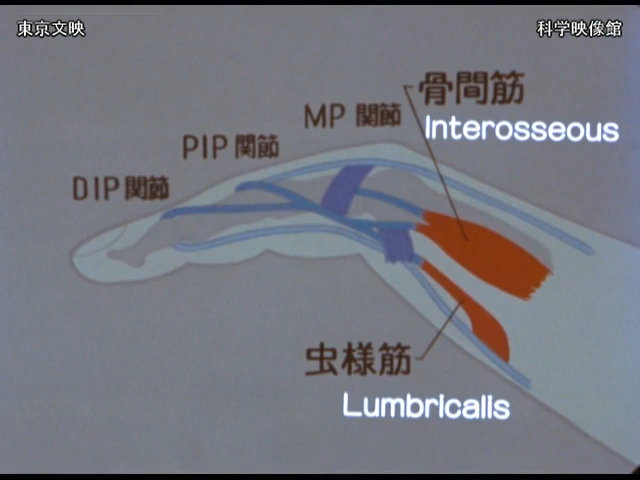 東京文映
科学映像館
骨間筋
Interosseous
MP 関節
PIP 関節
DIP 関節
虫様筋
Lumbricalis